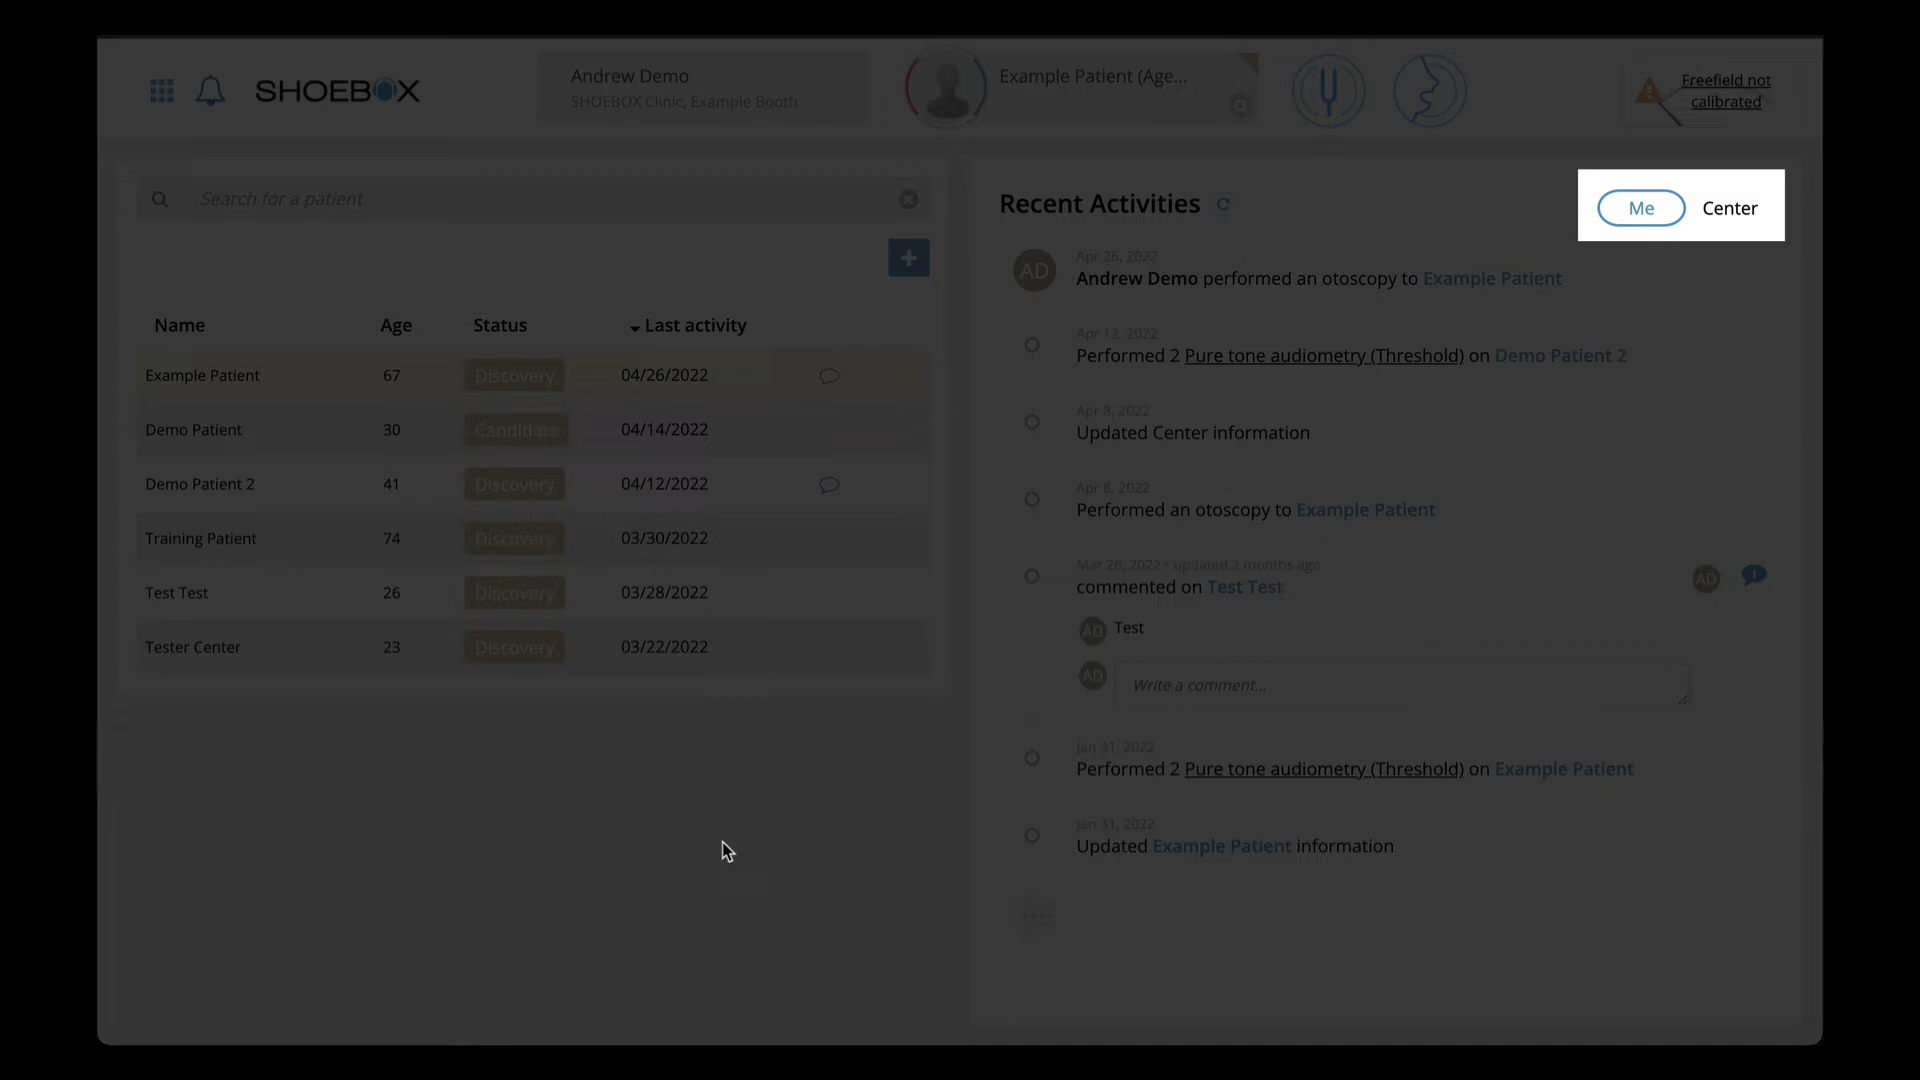 SHOEBOX
Andrew Demo
SHOEBOX Clinic, Example Booth
Example Patient (Age...
Freefield not
calibrated
Search for a patient
+
Name Age Status Last activity
Example Patient 67 Discovery 04/26/2022
Demo Patient 30 Candidate 04/14/2022
Demo Patient 2 41 Discovery 04/12/2022
Training Patient 74 Discovery 03/30/2022
Test Test 26 Discovery 03/28/2022
Tester Center 23 Discovery 03/22/2022
Recent Activities
Me Center
AD
Apr 26, 2022
Andrew Demo performed an otoscopy to Example Patient
Apr 12, 2022
Performed 2 Pure tone audiometry (Threshold) on Demo Patient 2
Apr 8, 2022
Updated Center information
Apr 8, 2022
Performed an otoscopy to Example Patient
Mar 28, 2022 • updated 2 months ago
commented on Test Test
AD
AD Test
AD Write a comment...
Jan 31, 2022
Performed 2 Pure tone audiometry (Threshold) on Example Patient
Jan 31, 2022
Updated Example Patient information